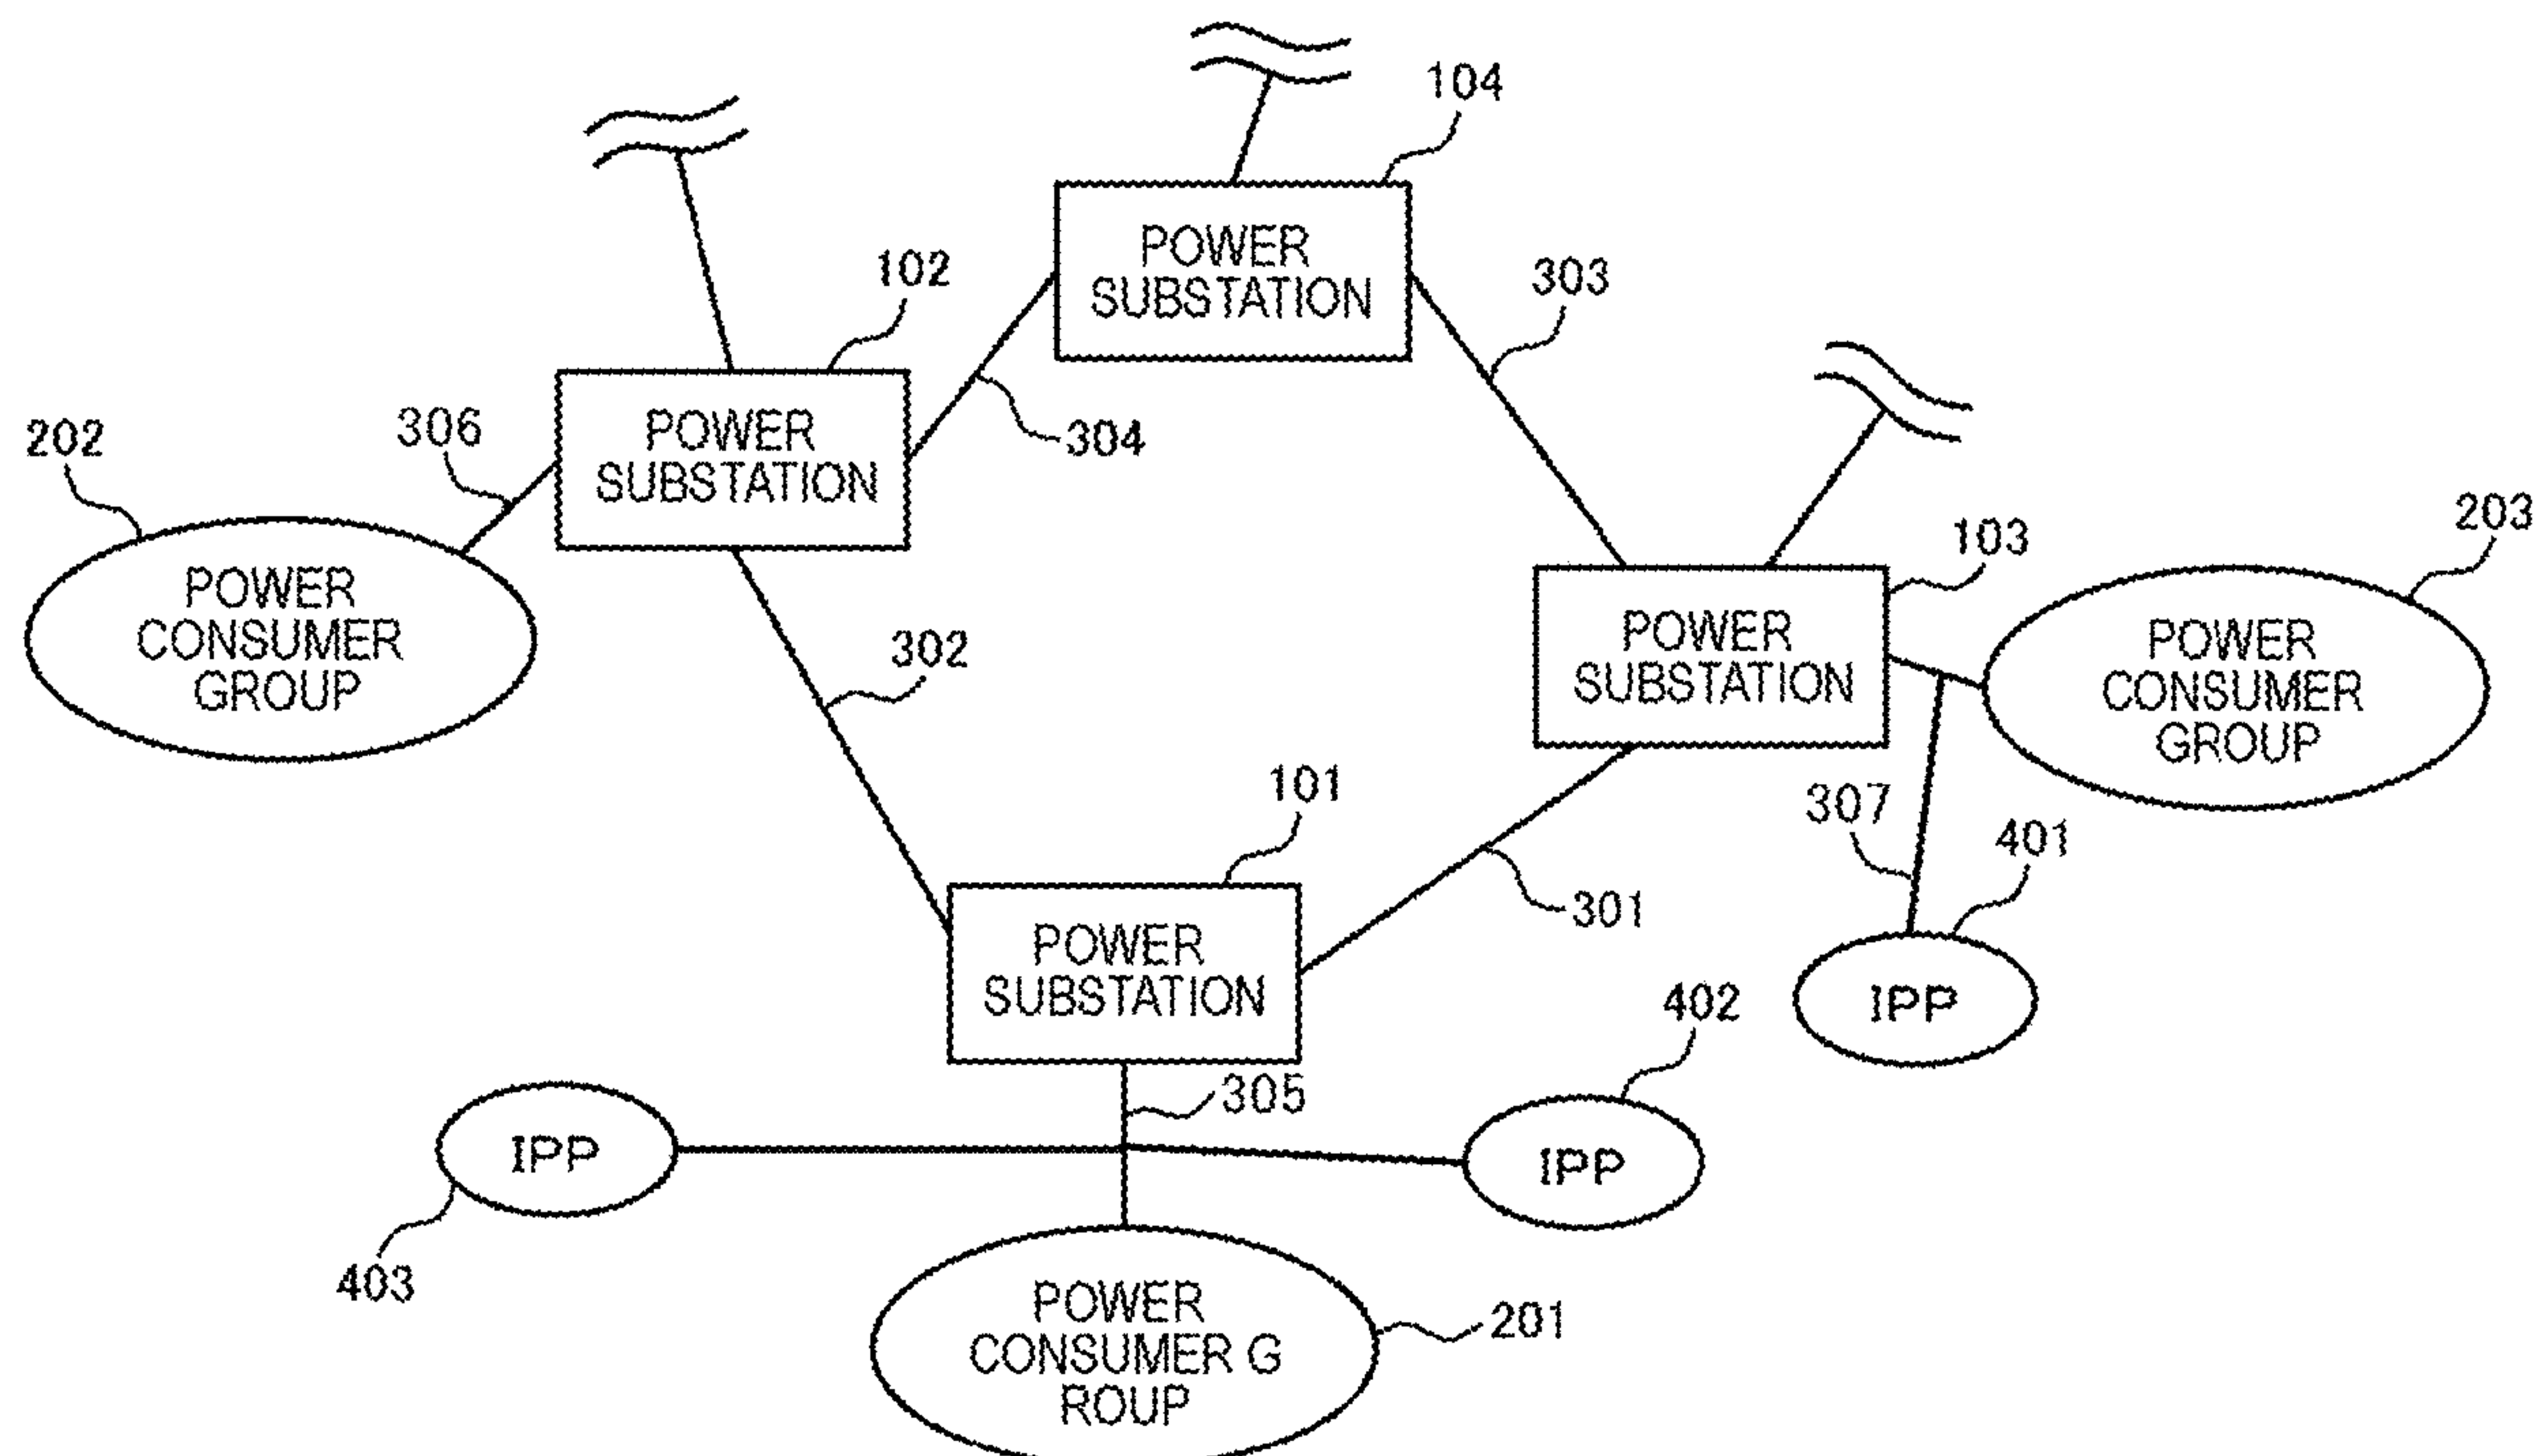 104
POWER
SUBSTATION
102
POWER
SUBSTATION
303
304
306
202
POWER
CONSUMER
GROUP
103
POWER
SUBSTATION
203
POWER
CONSUMER
GROUP
302
301
307
401
IPP
101
POWER
SUBSTATION
305
402
IPP
IPP
403
POWER
CONSUMER G
ROUP
201